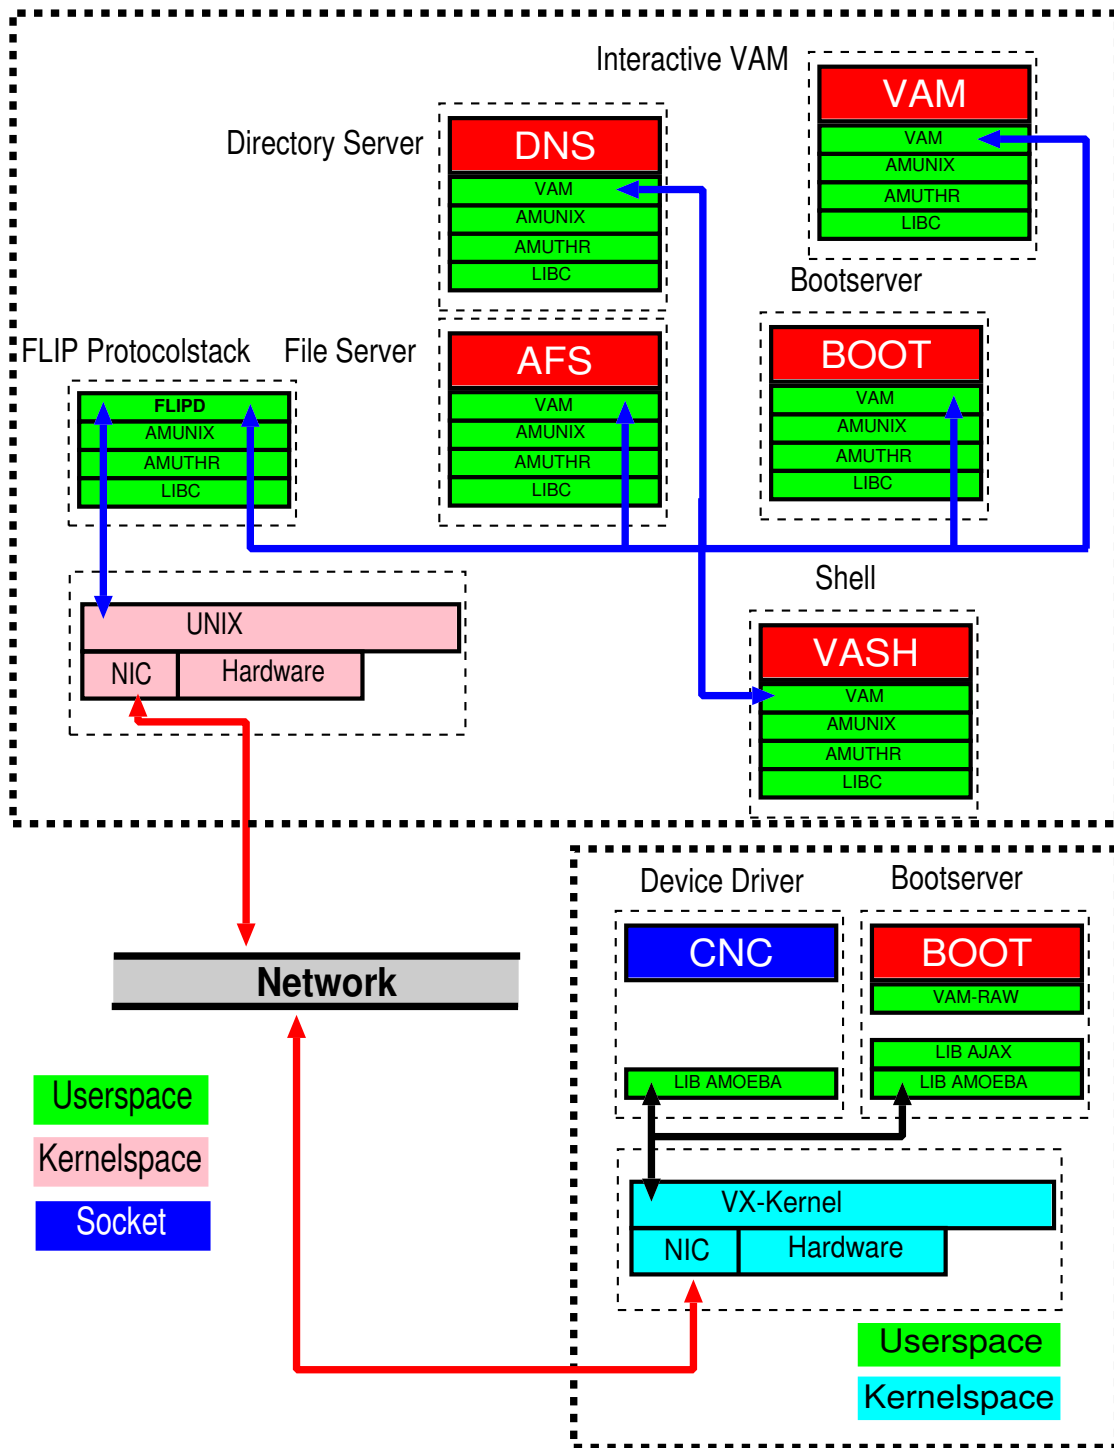 Interactive VAM
VAM
VAM
AMUNIX
AMUTHR
LIBC
Directory Server
DNS
VAM
AMUNIX
AMUTHR
LIBC
Bootserver
BOOT
VAM
AMUNIX
AMUTHR
LIBC
FLIP Protocolstack
FLIPD
AMUNIX
AMUTHR
LIBC
File Server
AFS
VAM
AMUNIX
AMUTHR
LIBC
UNIX
NIC
Hardware
Shell
VASH
VAM
AMUNIX
AMUTHR
LIBC
Network
Device Driver
CNC
LIB AMOEBA
Bootserver
BOOT
VAM-RAW
LIB AJAX
LIB AMOEBA
VX-Kernel
NIC
Hardware
Userspace
Kernelspace
Socket
Userspace
Kernelspace